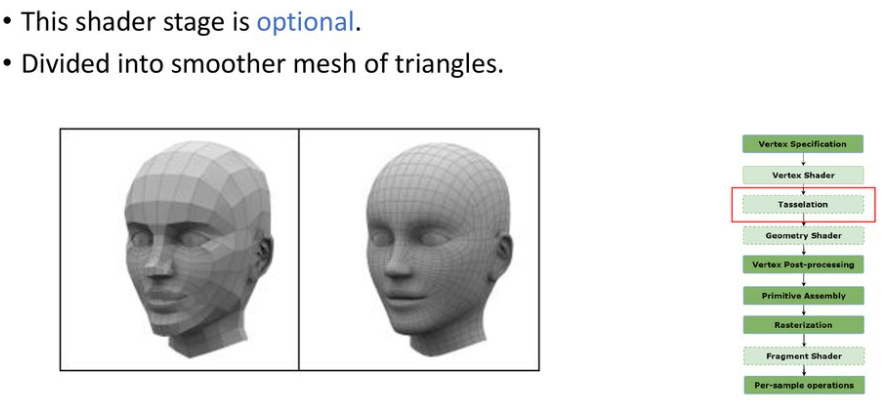 • This shader stage is optional.
• Divided into smoother mesh of triangles.
Vertex Specification
Vertex Shader
Tasselation
Geometry Shader
Vertex Post-processing
Primitive Assembly
Rasterization
Fragment Shader
Per-sample operations